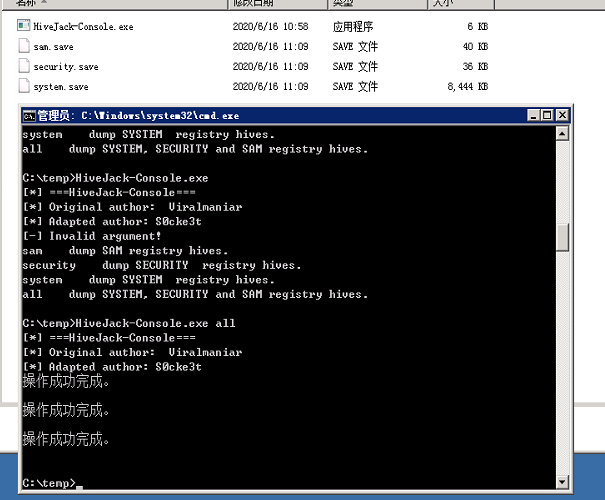 名称 修改日期 类型 大小
HiveJack-Console.exe 2020/6/16 10:58 应用程序 6 KB
sam.save 2020/6/16 11:09 SAVE 文件 40 KB
security.save 2020/6/16 11:09 SAVE 文件 36 KB
system.save 2020/6/16 11:09 SAVE 文件 8,444 KB
管理员: C:\Windows\system32\cmd.exe
system dump SYSTEM registry hives.
all dump SYSTEM, SECURITY and SAM registry hives.
C:\temp>HiveJack-Console.exe
[*] ===HiveJack-Console===
[*] Original author: Viralmaniar
[*] Adapted author: S0cke3t
[-] Invalid argument!
sam dump SAM registry hives.
security dump SECURITY registry hives.
system dump SYSTEM registry hives.
all dump SYSTEM, SECURITY and SAM registry hives.
C:\temp>HiveJack-Console.exe all
[*] ===HiveJack-Console===
[*] Original author: Viralmaniar
[*] Adapted author: S0cke3t
操作成功完成。
操作成功完成。
操作成功完成。
C:\temp>_